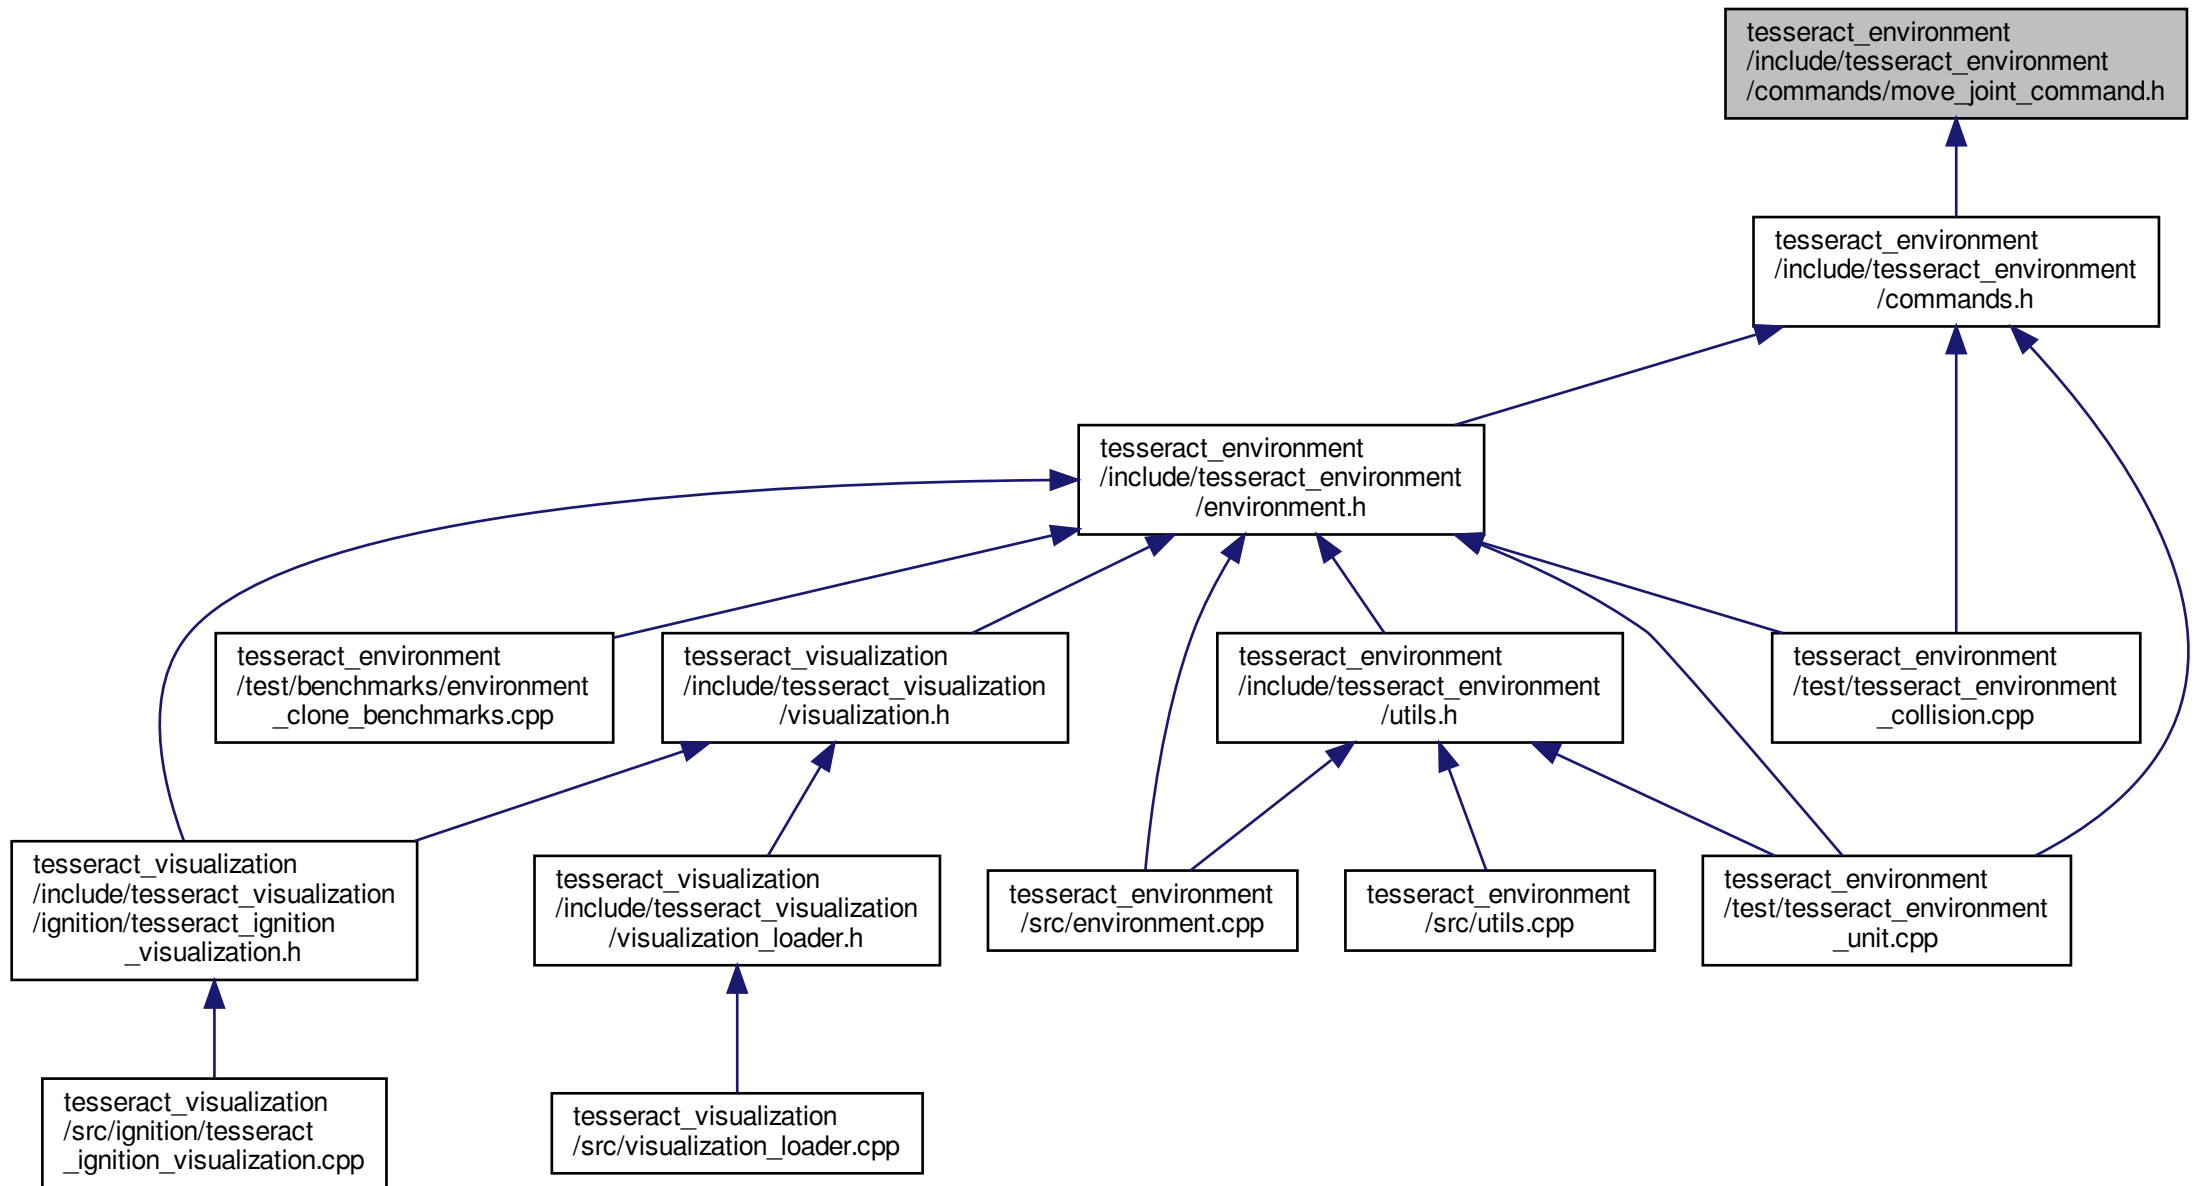 tesseract_environment
/include/tesseract_environment
/commands/move_joint_command.h
tesseract_environment
/include/tesseract_environment
/commands.h
tesseract_environment
/include/tesseract_environment
/environment.h
tesseract_environment
/test/benchmarks/environment
_clone_benchmarks.cpp
tesseract_visualization
/include/tesseract_visualization
/visualization.h
tesseract_environment
/include/tesseract_environment
/utils.h
tesseract_environment
/test/tesseract_environment
_collision.cpp
tesseract_visualization
/include/tesseract_visualization
/ignition/tesseract_ignition
_visualization.h
tesseract_visualization
/include/tesseract_visualization
/visualization_loader.h
tesseract_environment
/src/environment.cpp
tesseract_environment
/src/utils.cpp
tesseract_environment
/test/tesseract_environment
_unit.cpp
tesseract_visualization
/src/ignition/tesseract
_ignition_visualization.cpp
tesseract_visualization
/src/visualization_loader.cpp